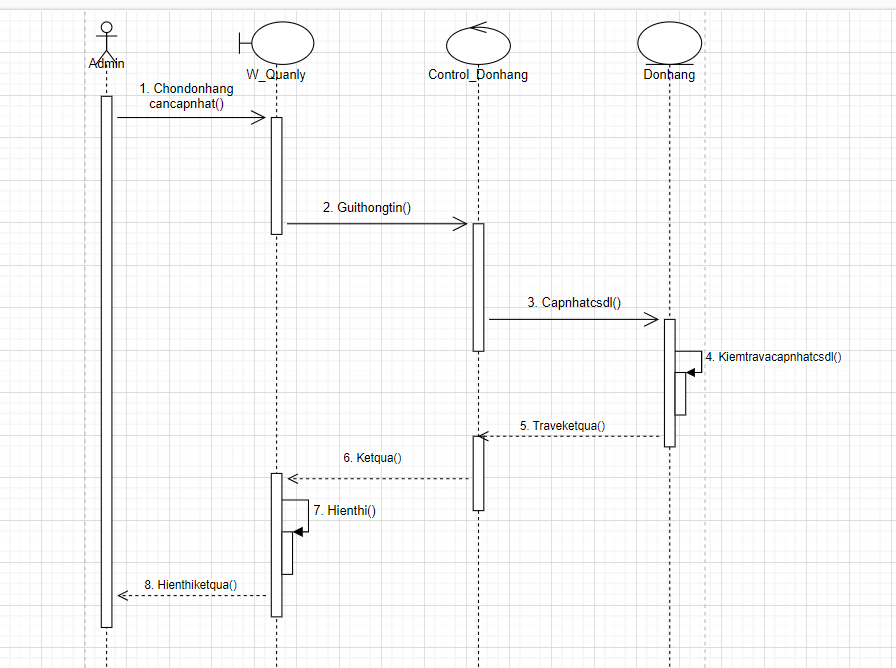 Admin
W_Quanly
Control_Donhang
Donhang
1. Chondonhang
cancapnhat()
2. Guithongtin()
3. Capnhatcsdl()
4. Kiemtravacapnhatcsdl()
5. Traveketqua()
6. Ketqua()
7. Hienthi()
8. Hienthiketqua()